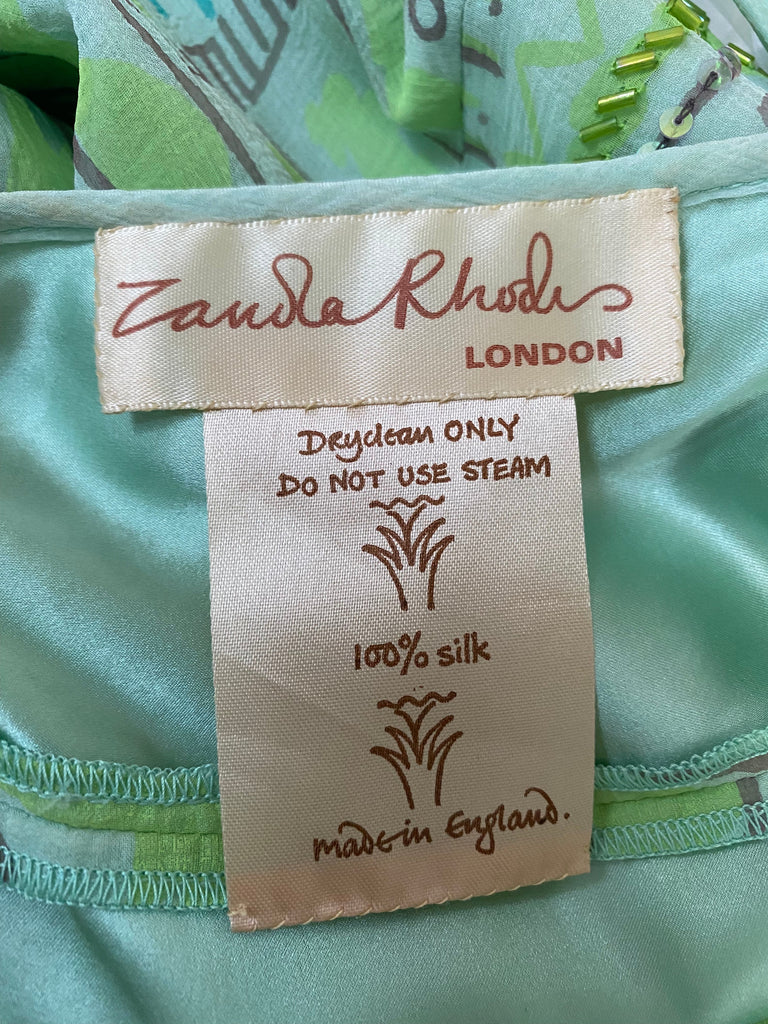 Zandra Rhodes
LONDON
Dryclean ONLY
DO NOT USE STEAM
100% silk
made in England.